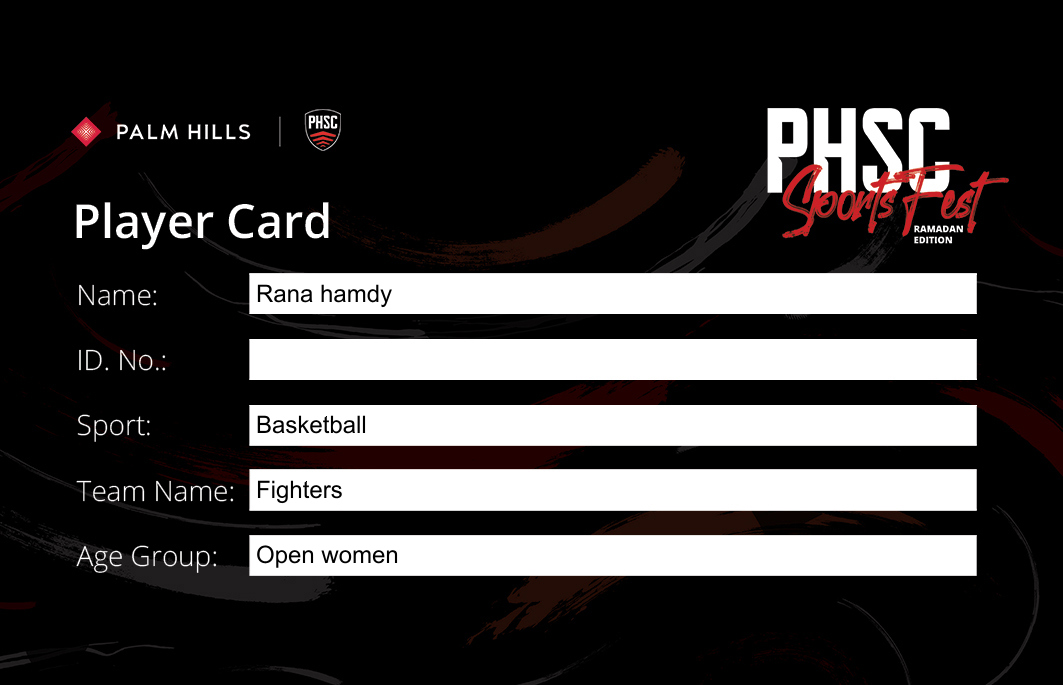 PALM HILLS
PHSC
PHSC
Sports Fest
RAMADAN
EDITION
Player Card
Name: Rana hamdy
ID. No.:
Sport: Basketball
Team Name: Fighters
Age Group: Open women